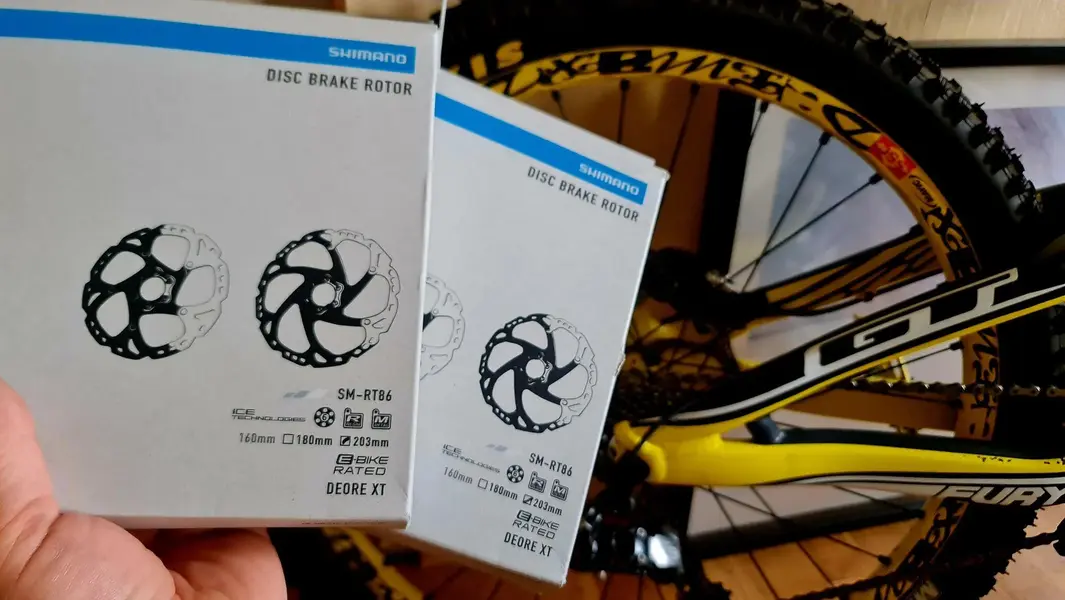 SHIMANO
DISC BRAKE ROTOR
SM-RT86
ICE
TECHNOLOGIES
160mm 180mm 203mm
E-BIKE
RATED
DEORE XT
SHIMANO
DISC BRAKE ROTOR
SM-RT86
ICE
TECHNOLOGIES
160mm 180mm 203mm
E-BIKE
RATED
DEORE XT
GT
FURY